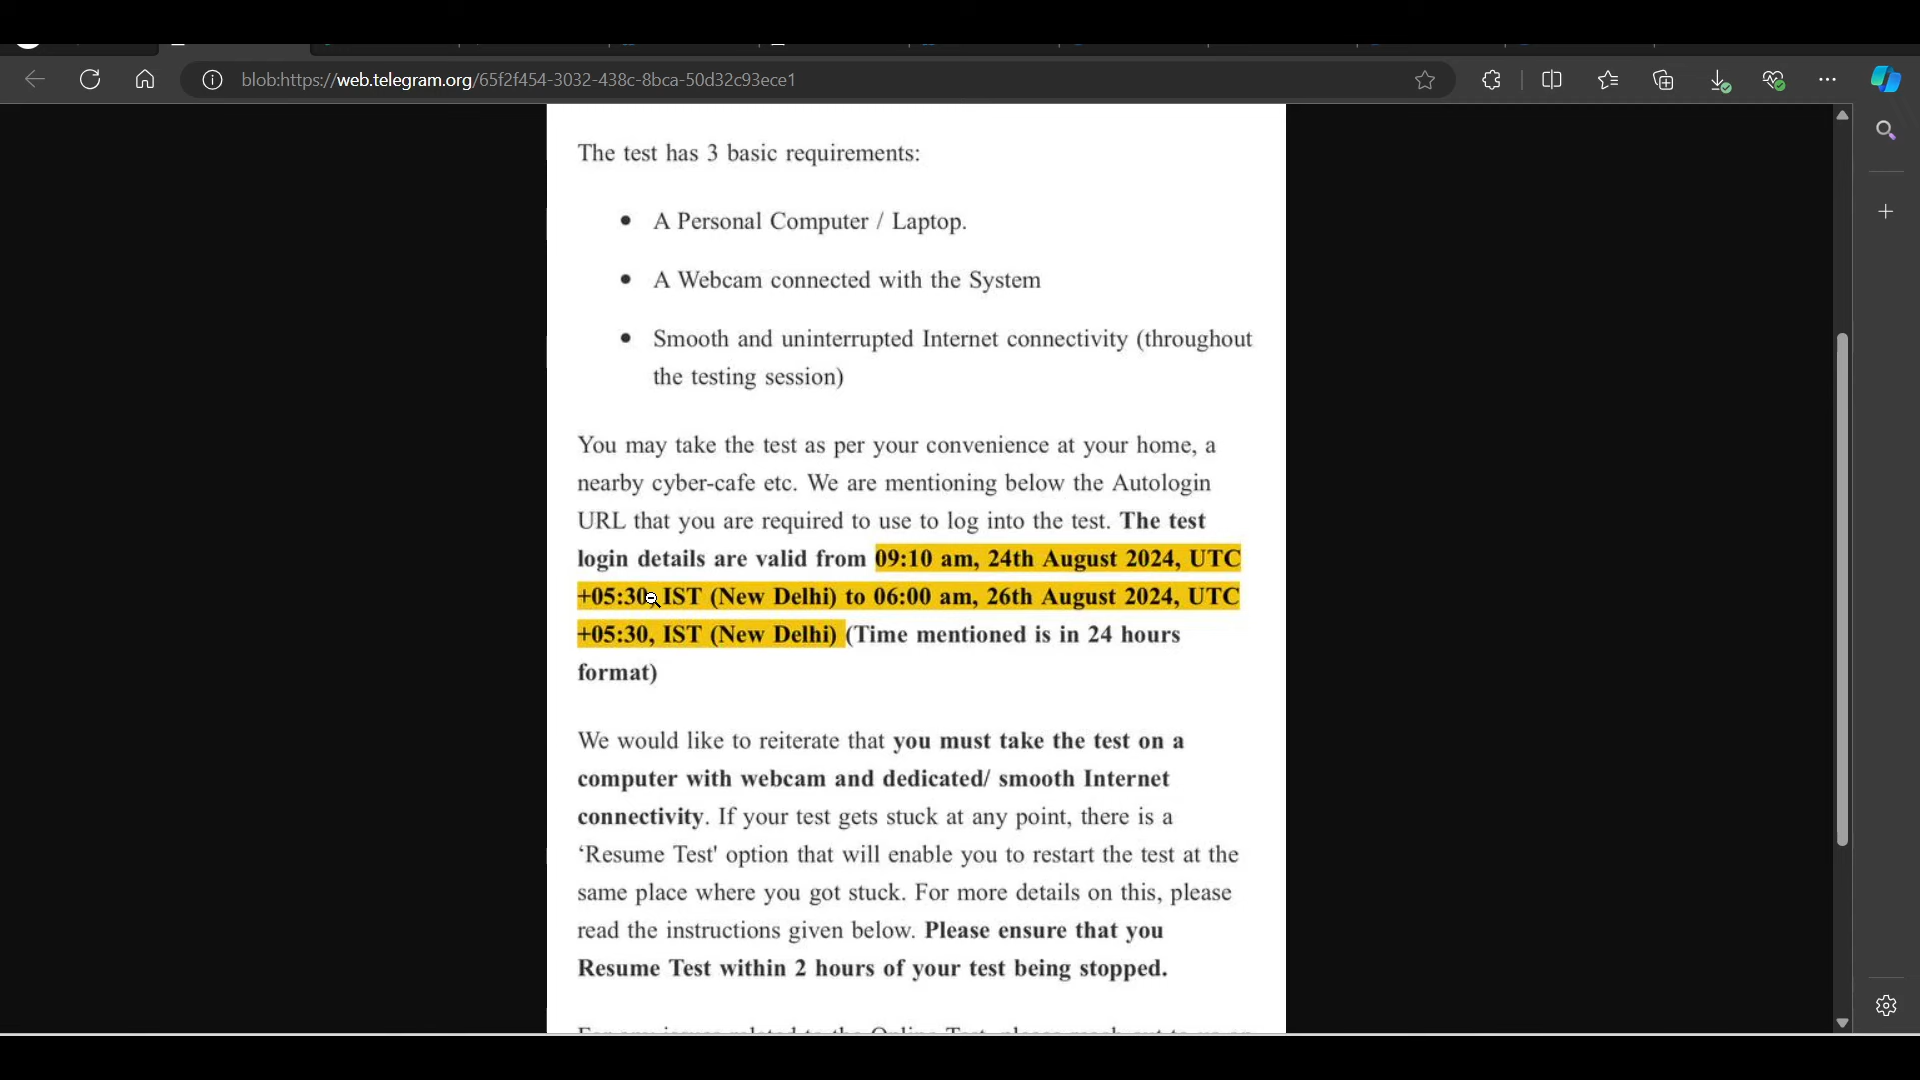 blob:https://web.telegram.org/65f2f454-3032-438c-8bca-50d32c93ece1
The test has 3 basic requirements:
• A Personal Computer / Laptop.
• A Webcam connected with the System
• Smooth and uninterrupted Internet connectivity (throughout
the testing session)
You may take the test as per your convenience at your home, a
nearby cyber-cafe etc. We are mentioning below the Autologin
URL that you are required to use to log into the test. The test
login details are valid from 09:10 am, 24th August 2024, UTC
+05:30, IST (New Delhi) to 06:00 am, 26th August 2024, UTC
+05:30, IST (New Delhi) (Time mentioned is in 24 hours
format)
We would like to reiterate that you must take the test on a
computer with webcam and dedicated/ smooth Internet
connectivity. If your test gets stuck at any point, there is a
‘Resume Test' option that will enable you to restart the test at the
same place where you got stuck. For more details on this, please
read the instructions given below. Please ensure that you
Resume Test within 2 hours of your test being stopped.